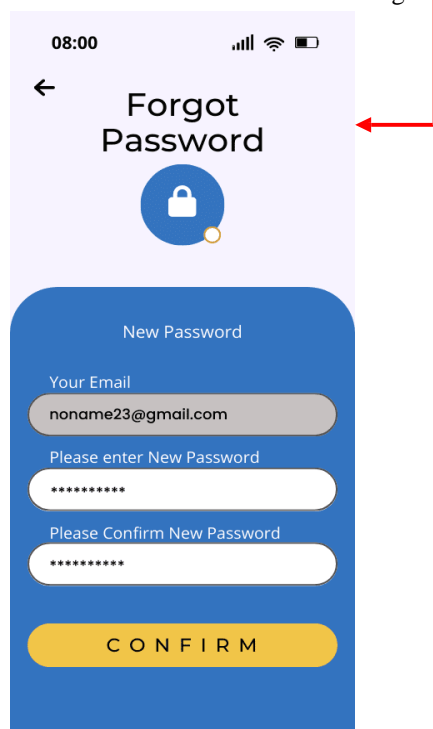 08:00
Forgot
Password
New Password
Your Email
noname23@gmail.com
Please enter New Password
**********
Please Confirm New Password
**********
CONFIRM